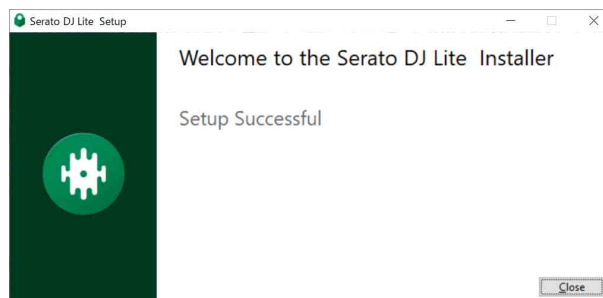 Serato DJ Lite  Setup
Welcome to the Serato DJ Lite  Installer
Setup Successful
Close